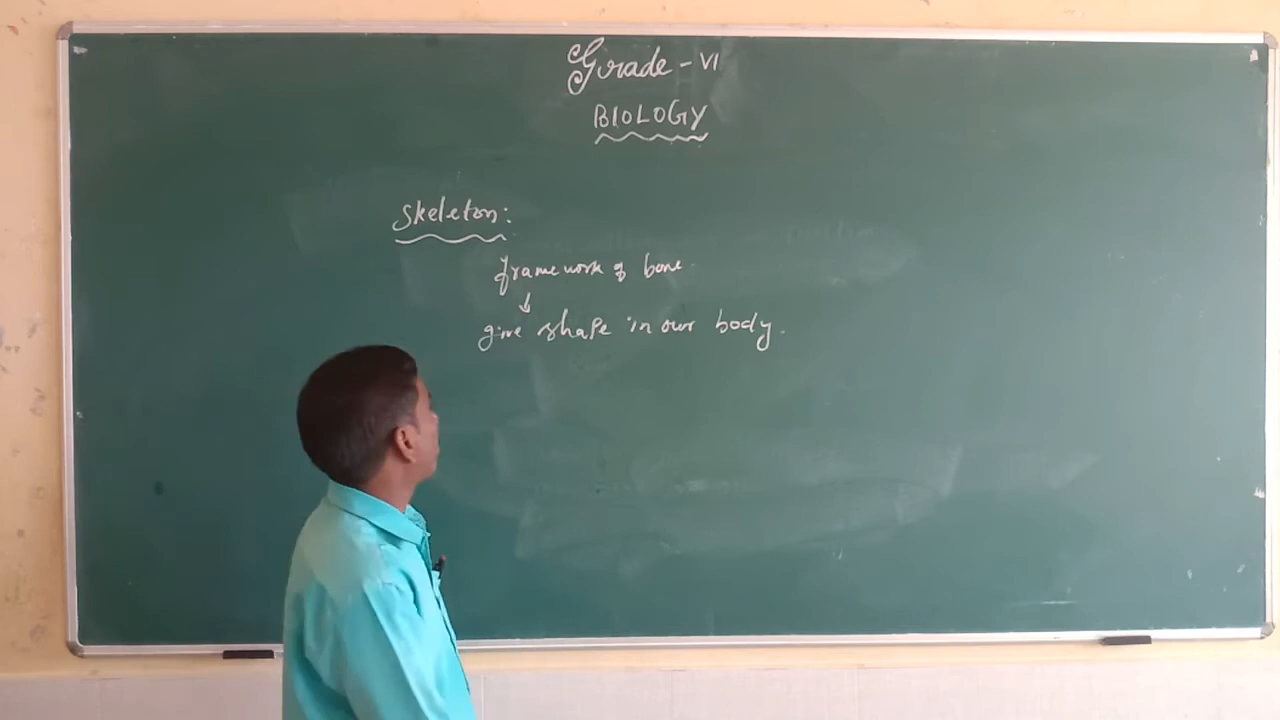 Grade - VI
BIOLOGY
Skeleton:
framework of bone
↓
give shape in our body.